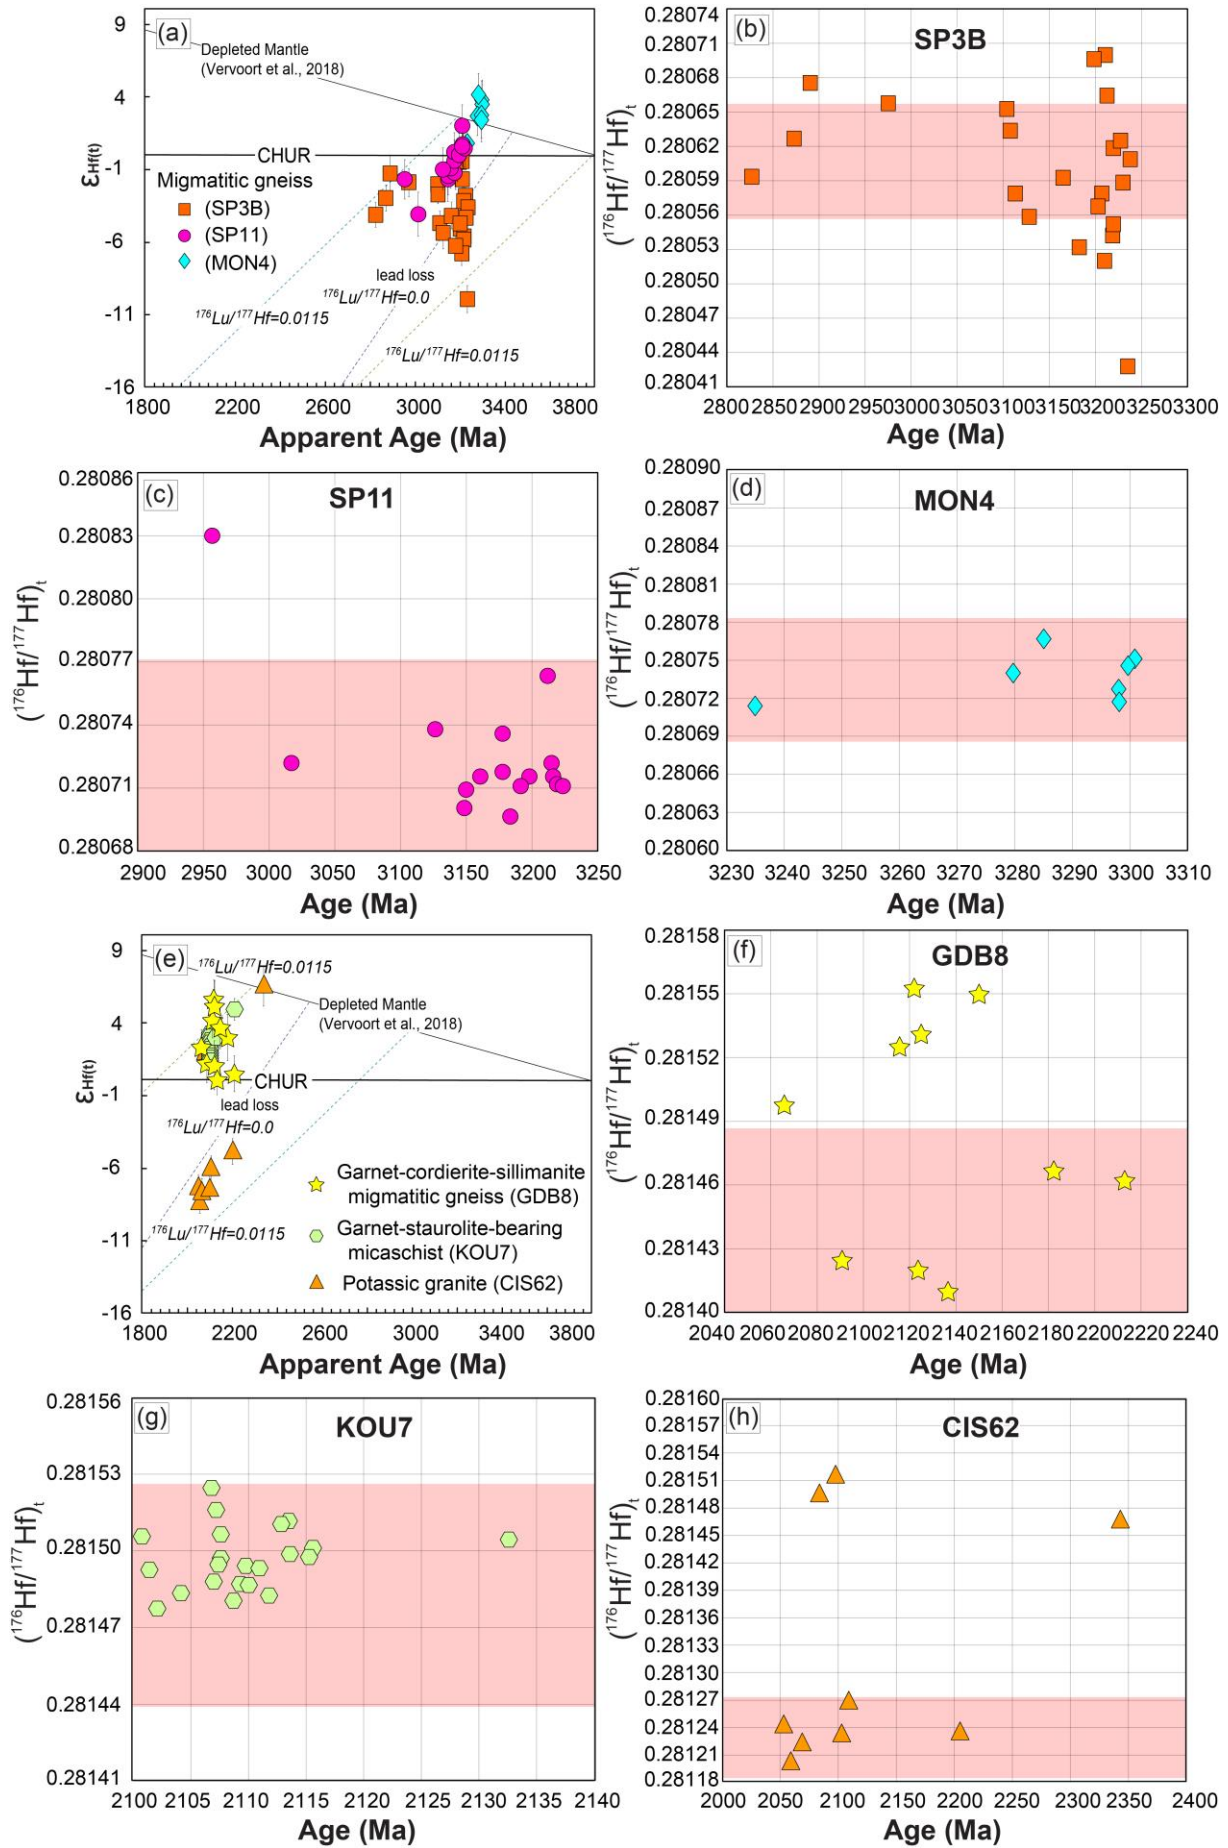 (a)
9
4
-1
-6
-11
-16
εHf(t)
Depleted Mantle
(Vervoort et al., 2018)
CHUR
Migmatitic gneiss
(SP3B)
(SP11)
(MON4)
lead loss
¹⁷⁶Lu/¹⁷⁷Hf=0.0
¹⁷⁶Lu/¹⁷⁷Hf=0.0115
¹⁷⁶Lu/¹⁷⁷Hf=0.0115
1800 2200 2600 3000 3400 3800
Apparent Age (Ma)
(b)
SP3B
0.28074
0.28071
0.28068
0.28065
0.28062
0.28059
0.28056
0.28053
0.28050
0.28047
0.28044
0.28041
(¹⁷⁶Hf/¹⁷⁷Hf)t
2800 2850 2900 2950 3000 3050 3100 3150 3200 3250 3300
Age (Ma)
(c)
SP11
0.28086
0.28083
0.28080
0.28077
0.28074
0.28071
0.28068
(¹⁷⁶Hf/¹⁷⁷Hf)t
2900 2950 3000 3050 3100 3150 3200 3250
Age (Ma)
(d)
MON4
0.28090
0.28087
0.28084
0.28081
0.28078
0.28075
0.28072
0.28069
0.28066
0.28063
0.28060
(¹⁷⁶Hf/¹⁷⁷Hf)t
3230 3240 3250 3260 3270 3280 3290 3300 3310
Age (Ma)
(e)
9
4
-1
-6
-11
-16
εHf(t)
¹⁷⁶Lu/¹⁷⁷Hf=0.0115
Depleted Mantle
(Vervoort et al., 2018)
CHUR
lead loss
¹⁷⁶Lu/¹⁷⁷Hf=0.0
¹⁷⁶Lu/¹⁷⁷Hf=0.0115
Garnet-cordierite-sillimanite
migmatitic gneiss (GDB8)
Garnet-staurolite-bearing
micaschist (KOU7)
Potassic granite (CIS62)
1800 2200 2600 3000 3400 3800
Apparent Age (Ma)
(f)
GDB8
0.28158
0.28155
0.28152
0.28149
0.28146
0.28143
0.28140
(¹⁷⁶Hf/¹⁷⁷Hf)t
2040 2060 2080 2100 2120 2140 2160 2180 2200 2220 2240
Age (Ma)
(g)
KOU7
0.28156
0.28153
0.28150
0.28147
0.28144
0.28141
(¹⁷⁶Hf/¹⁷⁷Hf)t
2100 2105 2110 2115 2120 2125 2130 2135 2140
Age (Ma)
(h)
CIS62
0.28160
0.28157
0.28154
0.28151
0.28148
0.28145
0.28142
0.28139
0.28136
0.28133
0.28130
0.28127
0.28124
0.28121
0.28118
(¹⁷⁶Hf/¹⁷⁷Hf)t
2000 2050 2100 2150 2200 2250 2300 2350 2400
Age (Ma)